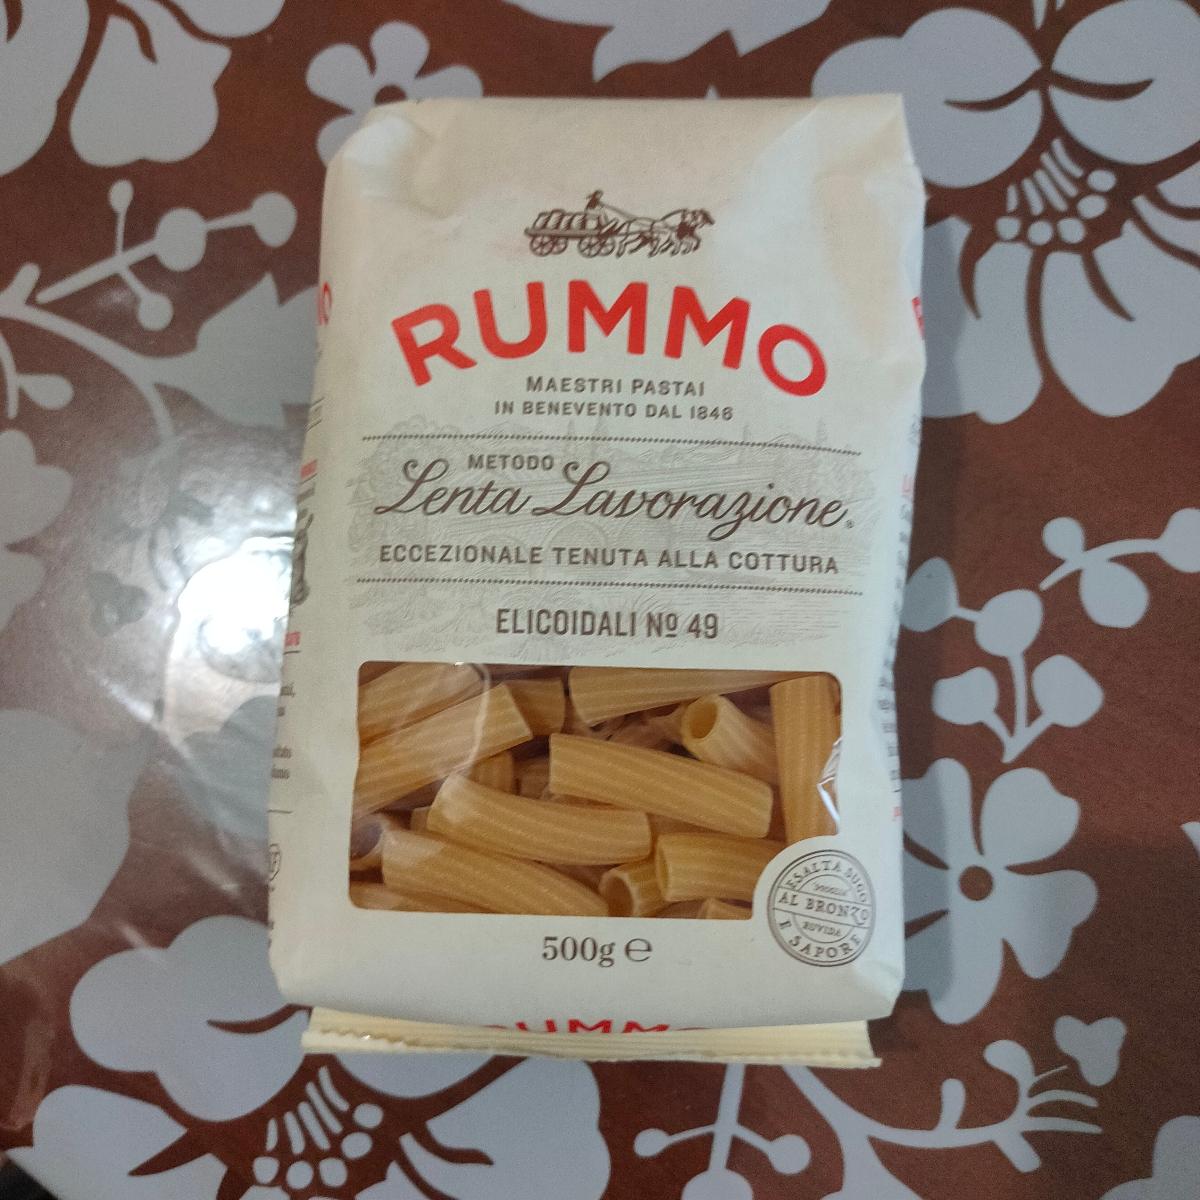 RUMMO
MAESTRI PASTAI
IN BENEVENTO DAL 1846
METODO
Lenta Lavorazione®
ECCEZIONALE TENUTA ALLA COTTURA
ELICOIDALI Nº 49
ESALTA SUGO
AL BRONZO
RUVIDA
E SAPORE
500g ℮
RUMMO